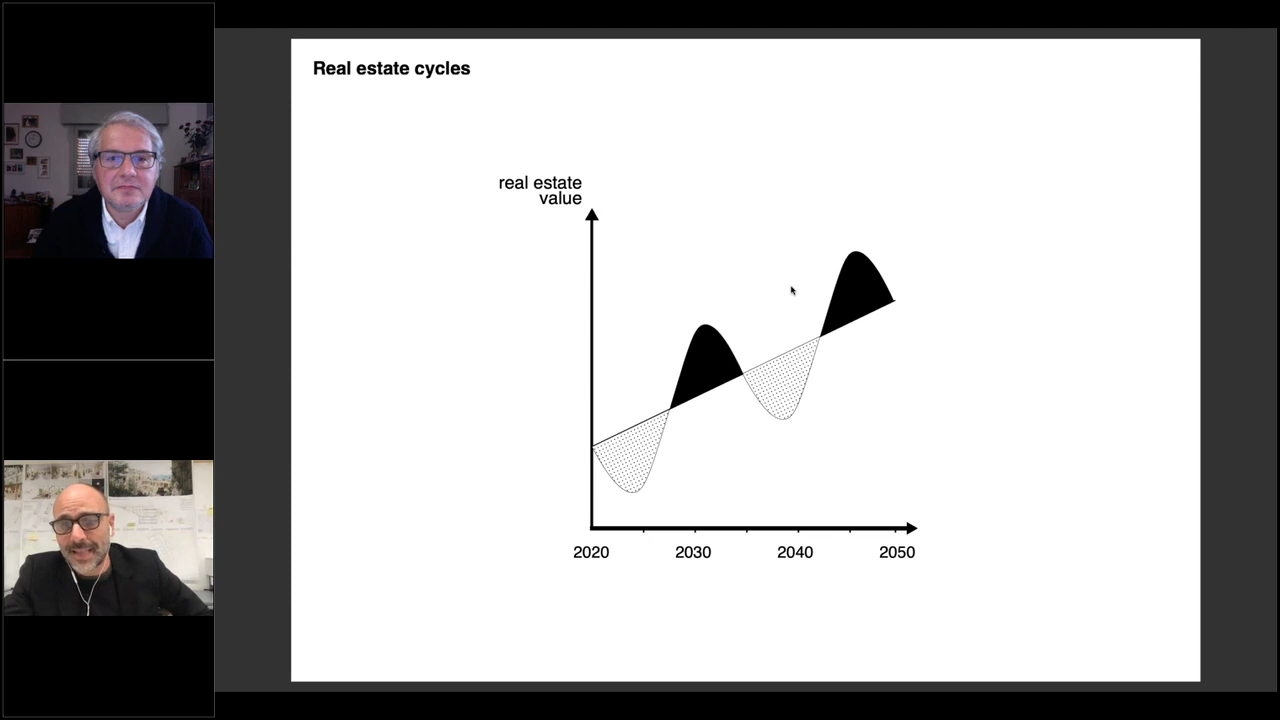 Real estate cycles
real estate
value
2020 2030 2040 2050